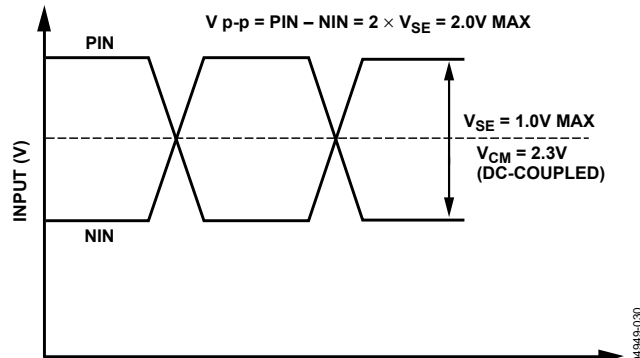 V p-p = PIN – NIN = 2 × VSE = 2.0V MAX
PIN
VSE = 1.0V MAX
VCM = 2.3V
(DC-COUPLED)
INPUT (V)
NIN
04949-030